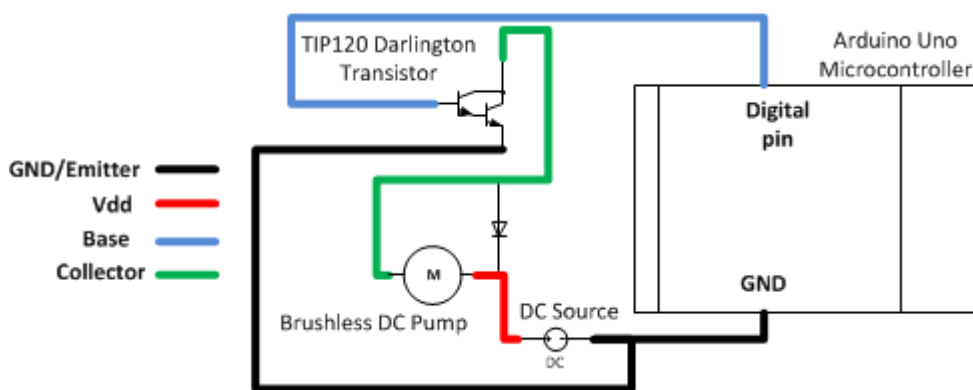 TIP120 Darlington
Transistor
Arduino Uno
Microcontroller
Digital
pin
GND/Emitter
Vdd
Base
Collector
M
GND
Brushless DC Pump
DC Source
DC